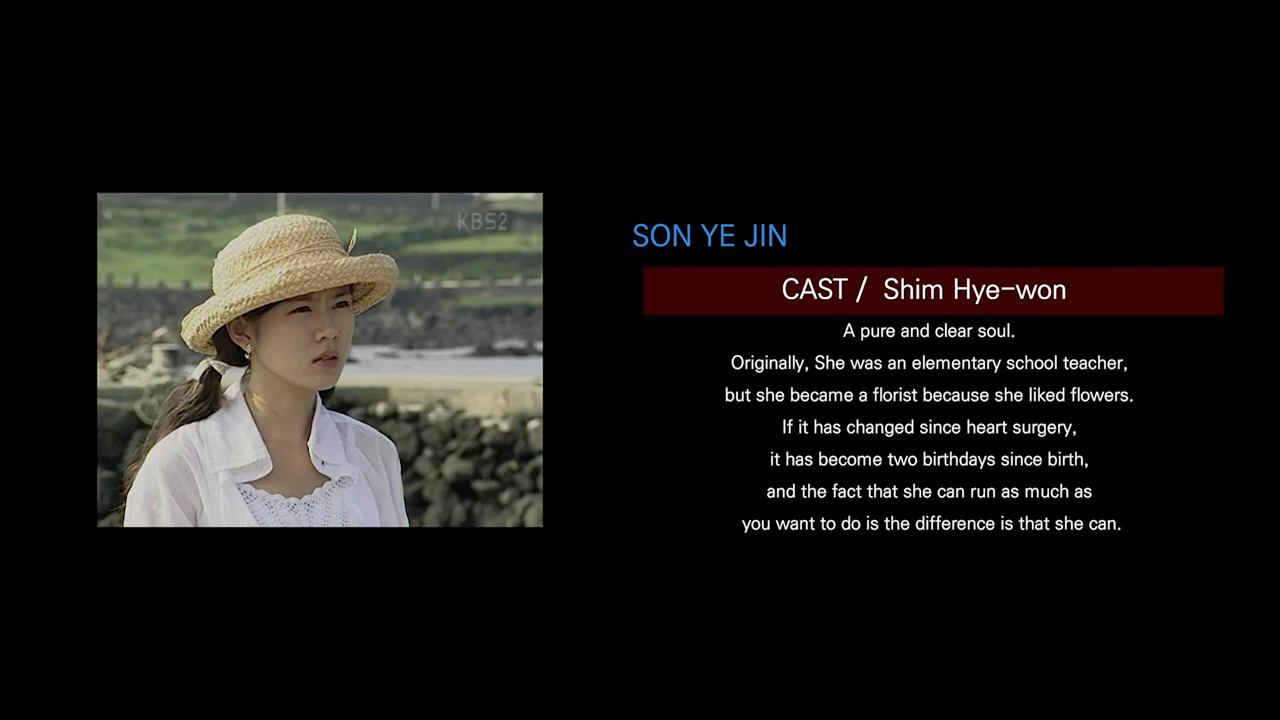 KBS2
SON YE JIN
CAST / Shim Hye-won
A pure and clear soul.
Originally, She was an elementary school teacher,
but she became a florist because she liked flowers.
If it has changed since heart surgery,
it has become two birthdays since birth,
and the fact that she can run as much as
you want to do is the difference is that she can.